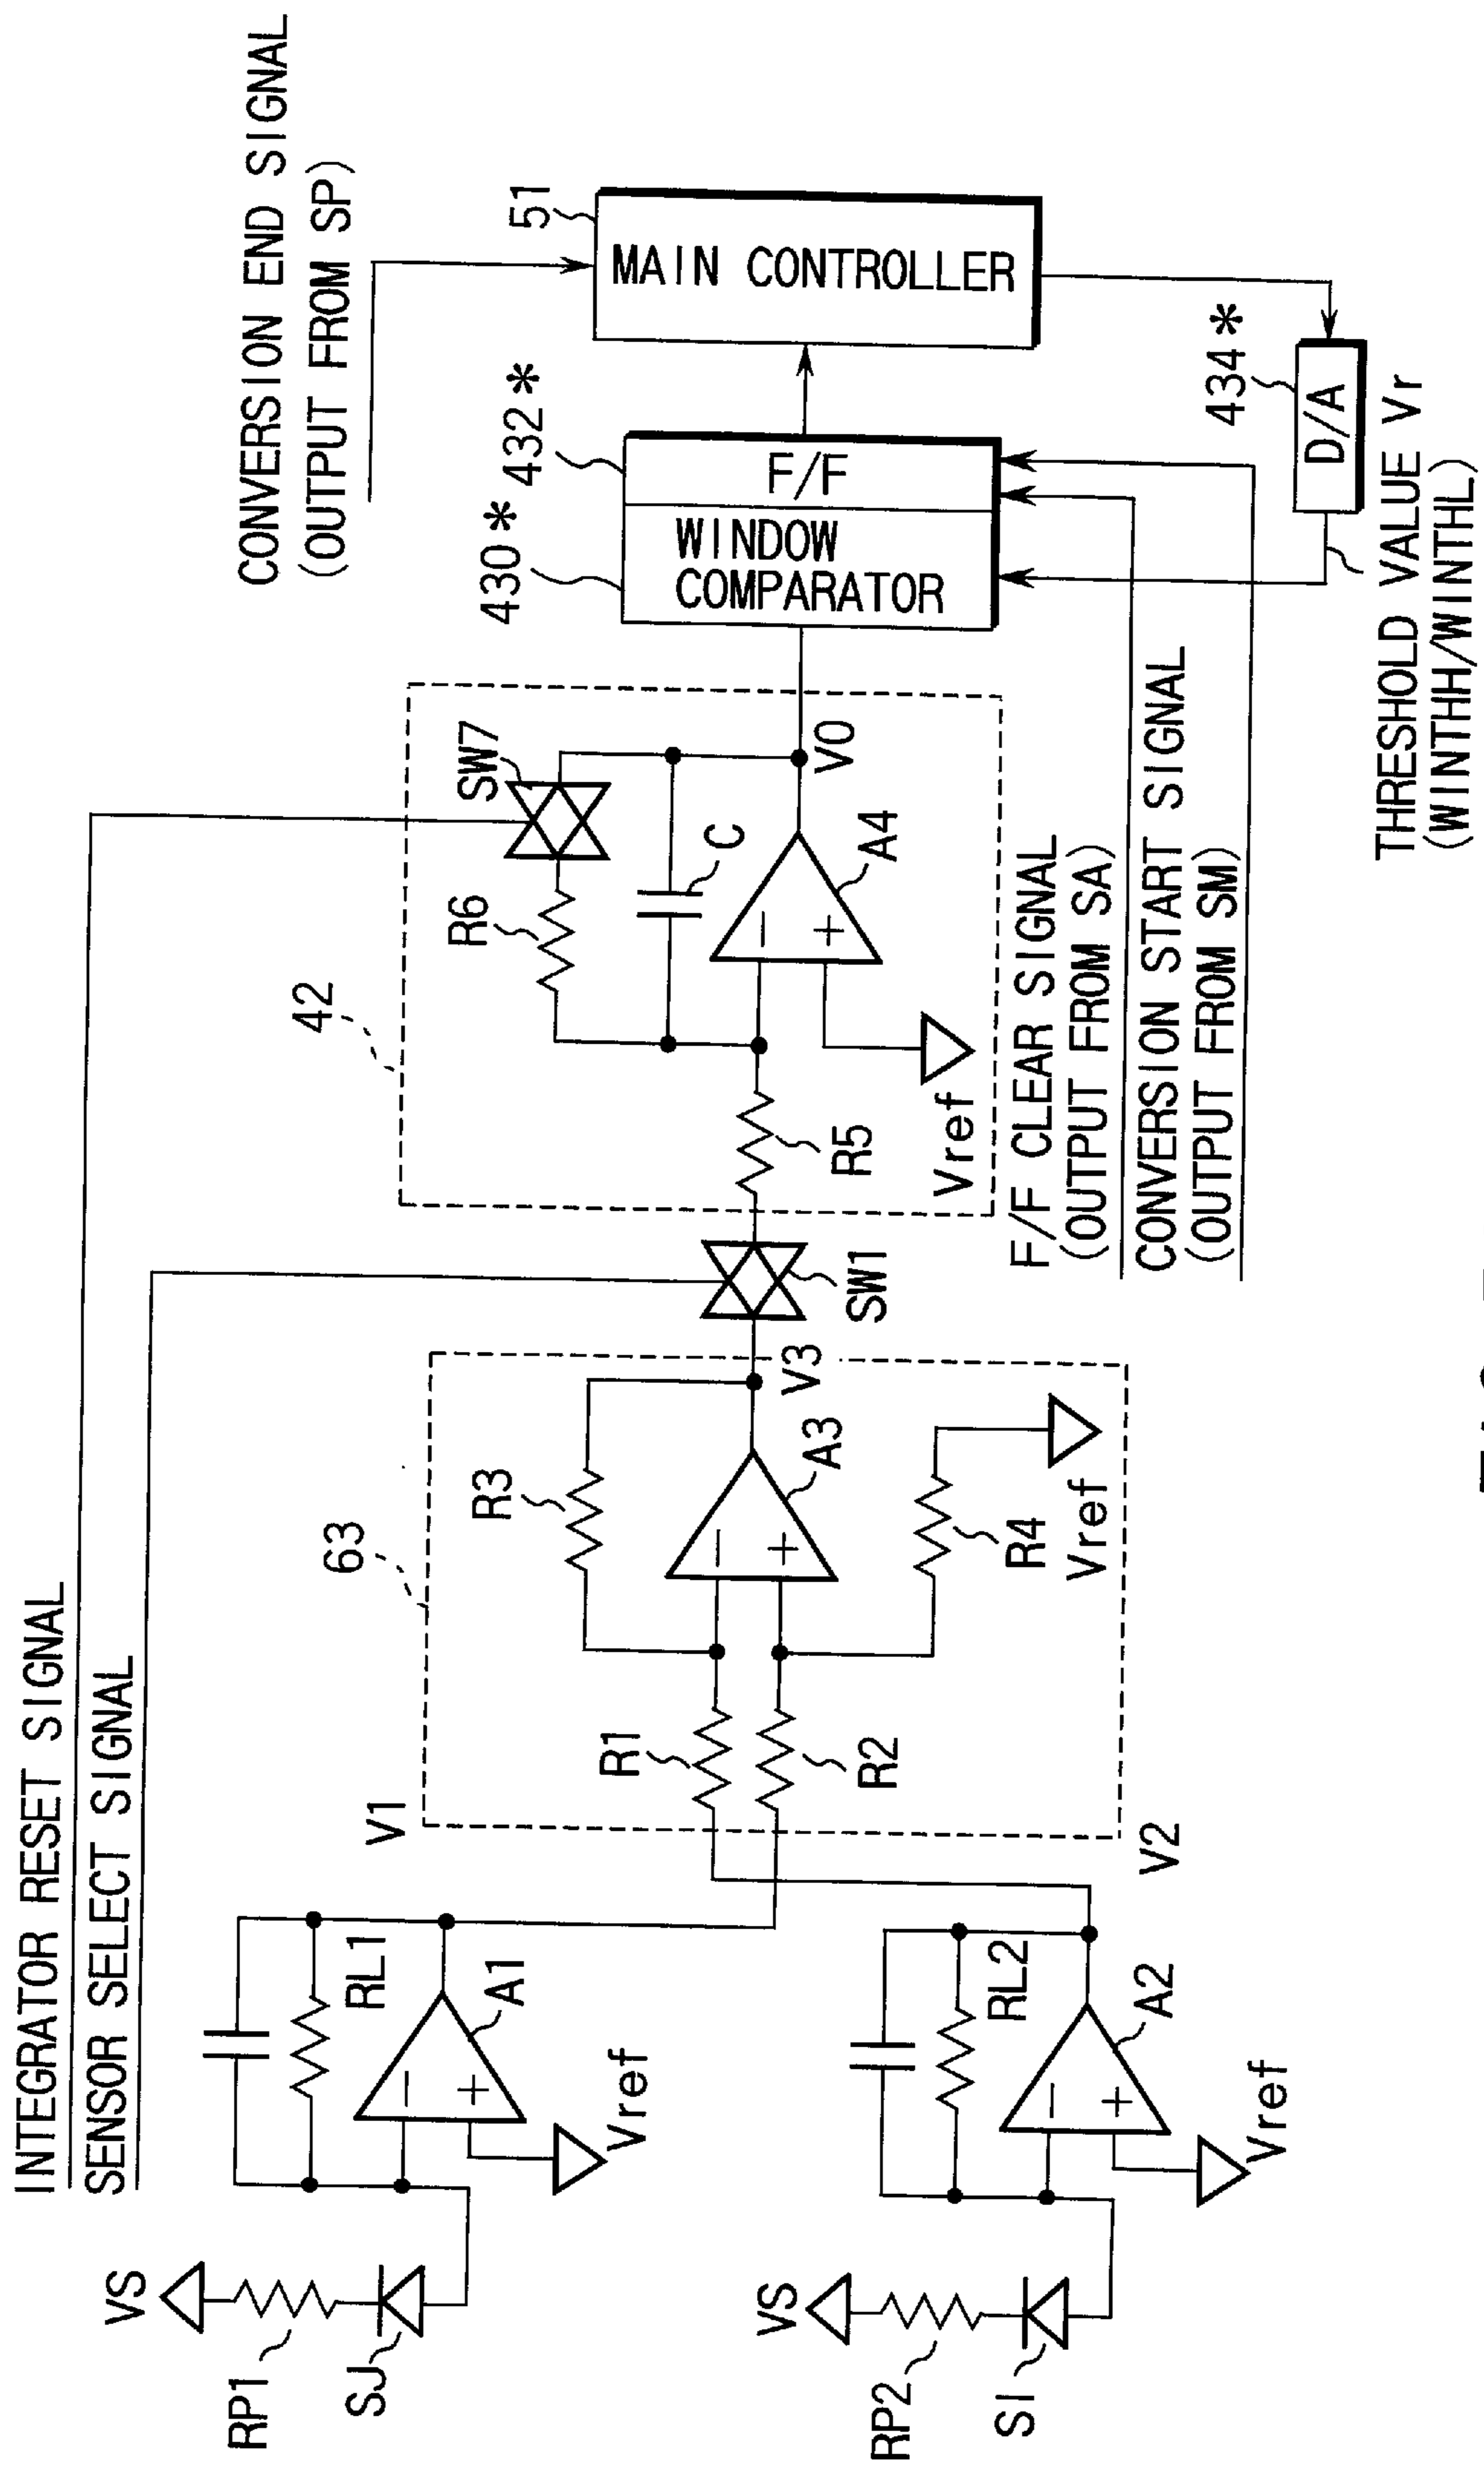 INTEGRATOR RESET SIGNAL
SENSOR SELECT SIGNAL
CONVERSION END SIGNAL
(OUTPUT FROM SP)
VS
RP1
SJ
RL1
A1
Vref
V1
VS
RP2
SI
RL2
A2
Vref
V2
63
R1
R2
R3
A3
V3
R4
Vref
SW1
42
R5
R6
SW7
C
A4
V0
Vref
430*
432*
WINDOW
COMPARATOR
F/F
51
MAIN CONTROLLER
434*
D/A
F/F CLEAR SIGNAL
(OUTPUT FROM SA)
CONVERSION START SIGNAL
(OUTPUT FROM SM)
THRESHOLD VALUE Vr
(WINTHH/WINTHL)